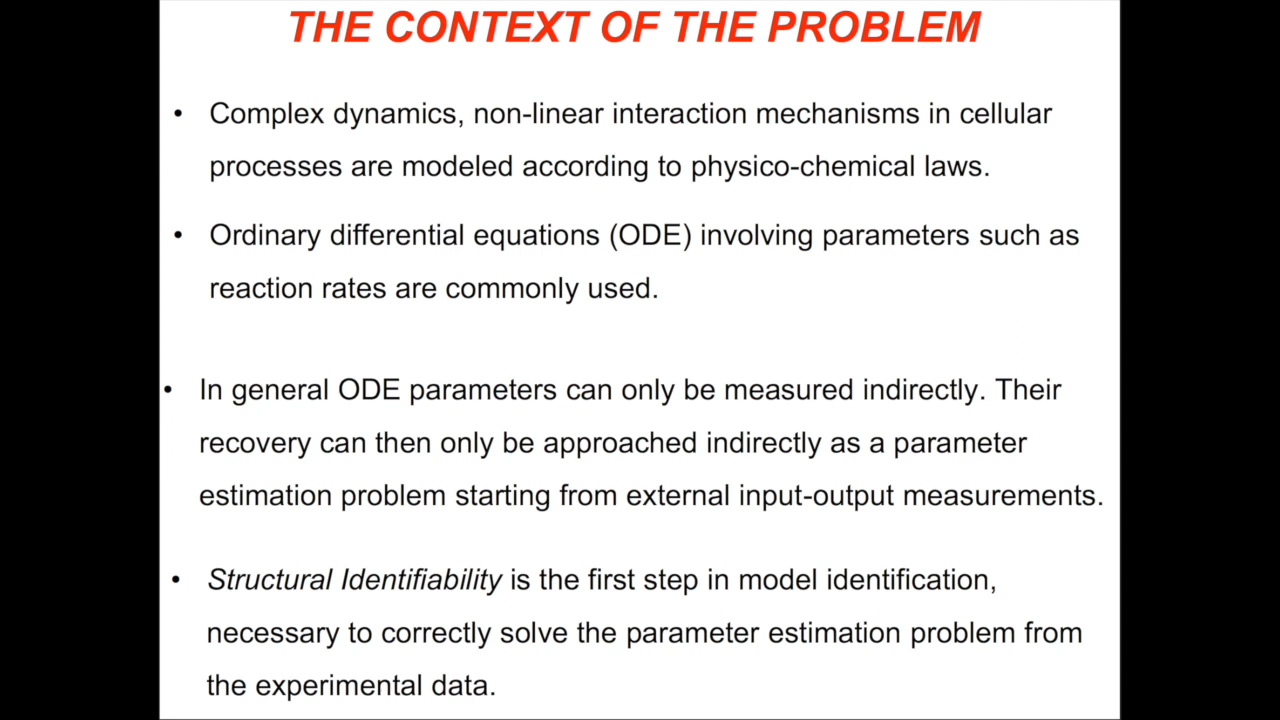 THE CONTEXT OF THE PROBLEM
• Complex dynamics, non-linear interaction mechanisms in cellular
processes are modeled according to physico-chemical laws.
• Ordinary differential equations (ODE) involving parameters such as
reaction rates are commonly used.
• In general ODE parameters can only be measured indirectly. Their
recovery can then only be approached indirectly as a parameter
estimation problem starting from external input-output measurements.
• Structural Identifiability is the first step in model identification,
necessary to correctly solve the parameter estimation problem from
the experimental data.